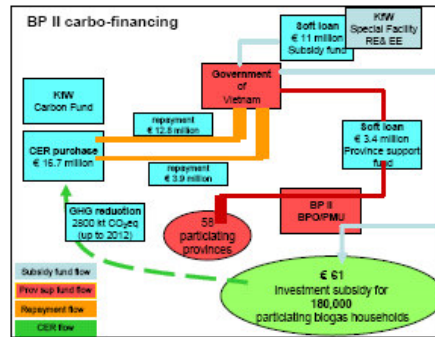 BP II carbo-financing
Soft loan
€ 11 million
Subsidy fund
KfW
Special Facility
RE& EE
KfW
Carbon Fund
Government
of
Vietnam
repayment
€ 12.8 million
CER purchase
€ 16.7 million
Soft loan
€ 3.4 million
Province support
fund
repayment
€ 3.9 million
GHG reduction
2800 kt CO₂eq
(up to 2012)
58
particiating
provinces
BP II
BPO/PMU
€ 61
investment subsidy for
180,000
particiating biogas households
Subsidy fund flow
Prov sup fund flow
Repayment flow
CER flow